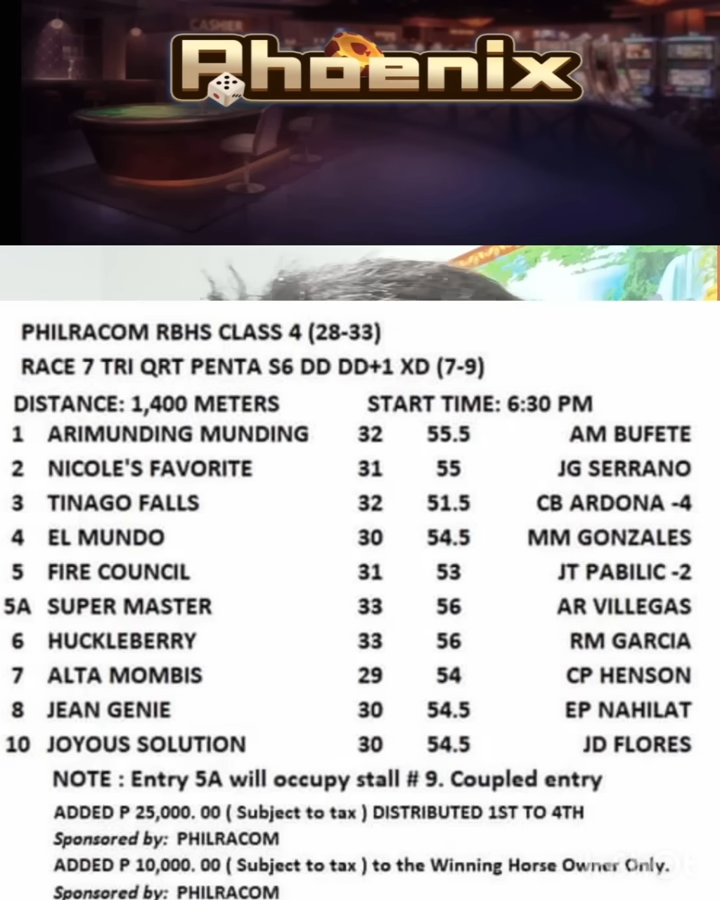 CASHIER
Phoenix
PHILRACOM RBHS CLASS 4 (28-33)
RACE 7 TRI QRT PENTA S6 DD DD+1 XD (7-9)
DISTANCE: 1,400 METERS START TIME: 6:30 PM
1 ARIMUNDING MUNDING 32 55.5 AM BUFETE
2 NICOLE'S FAVORITE 31 55 JG SERRANO
3 TINAGO FALLS 32 51.5 CB ARDONA -4
4 EL MUNDO 30 54.5 MM GONZALES
5 FIRE COUNCIL 31 53 JT PABILIC -2
5A SUPER MASTER 33 56 AR VILLEGAS
6 HUCKLEBERRY 33 56 RM GARCIA
7 ALTA MOMBIS 29 54 CP HENSON
8 JEAN GENIE 30 54.5 EP NAHILAT
10 JOYOUS SOLUTION 30 54.5 JD FLORES
NOTE : Entry 5A will occupy stall # 9. Coupled entry
ADDED P 25,000. 00 ( Subject to tax ) DISTRIBUTED 1ST TO 4TH
Sponsored by: PHILRACOM
ADDED P 10,000. 00 ( Subject to tax ) to the Winning Horse Owner Only.
Sponsored by: PHILRACOM